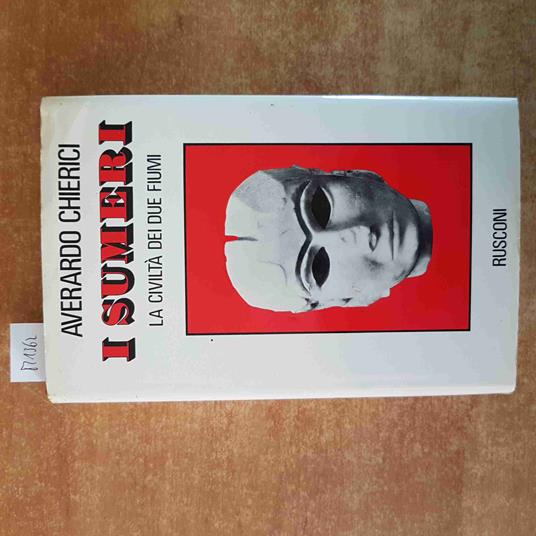 AVERARDO CHIERICI
I SUMERI
LA CIVILTÀ DEI DUE FIUMI
RUSCONI